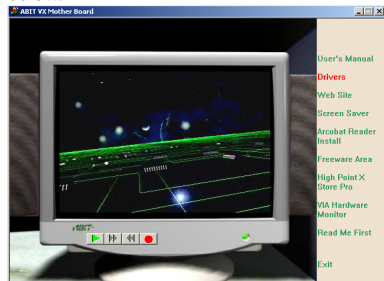 ABIT VX Mother Board
User's Manual
Drivers
Web Site
Screen Saver
Arcobat Reader
Install
Freeware Area
High Point X
Store Pro
VIA Hardware
Monitor
Read Me First
ABIT
Exit